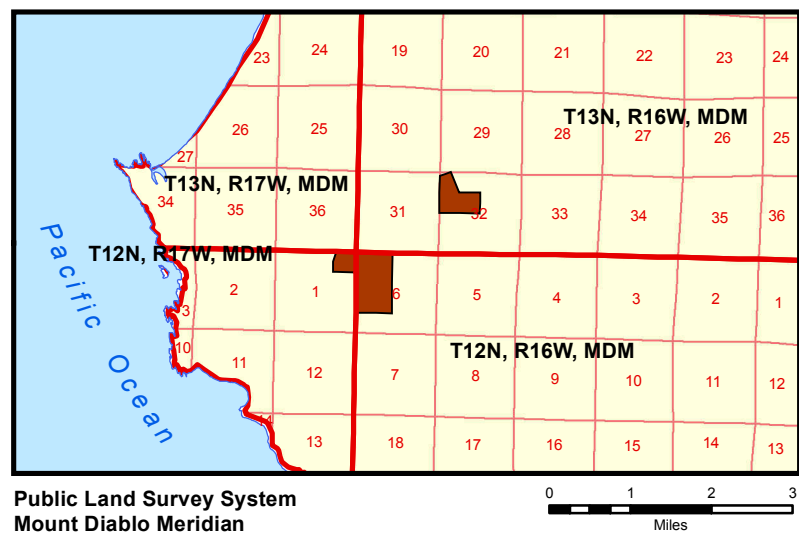 23 24 19 20 21 22 23 24
T13N, R16W, MDM
27 26 25 30 29 28 27 26 25
T13N, R17W, MDM
34 35 36 31 32 33 34 35 36
T12N, R17W, MDM
3 2 1 6 5 4 3 2 1
Pacific Ocean
T12N, R16W, MDM
10 11 12 7 8 9 10 11 12
14 13 18 17 16 15 14 13
Public Land Survey System
Mount Diablo Meridian
0 1 2 3
Miles